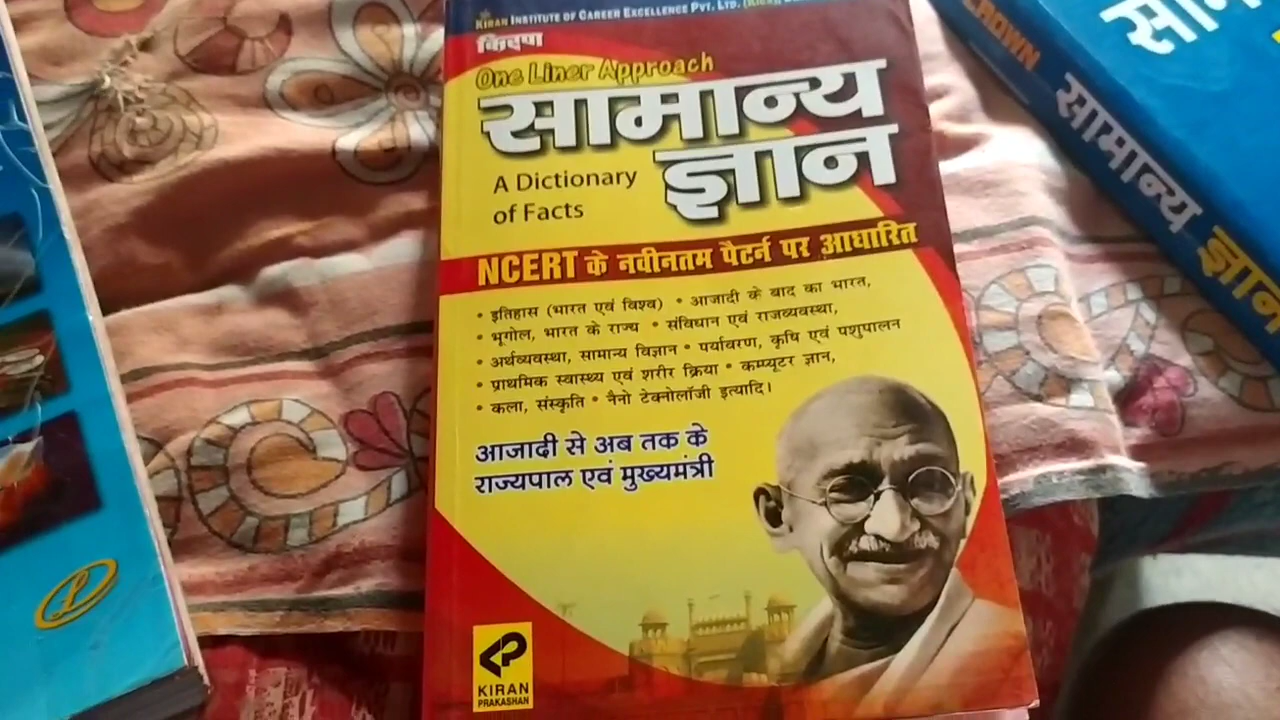 KIRAN INSTITUTE OF CAREER EXCELLENCE PVT. LTD.
किरण
One Liner Approach
सामान्य
ज्ञान
A Dictionary
of Facts
NCERT के नवीनतम पैटर्न पर आधारित
• इतिहास (भारत एवं विश्व) • आजादी के बाद का भारत,
• भूगोल, भारत के राज्य • संविधान एवं राजव्यवस्था,
• अर्थव्यवस्था, सामान्य विज्ञान • पर्यावरण, कृषि एवं पशुपालन
• प्राथमिक स्वास्थ्य एवं शरीर क्रिया • कम्प्यूटर ज्ञान,
• कला, संस्कृति • नैनो टेक्नोलॉजी इत्यादि।
आजादी से अब तक के
राज्यपाल एवं मुख्यमंत्री
KIRAN
PRAKASHAN
CROWN सामान्य ज्ञान